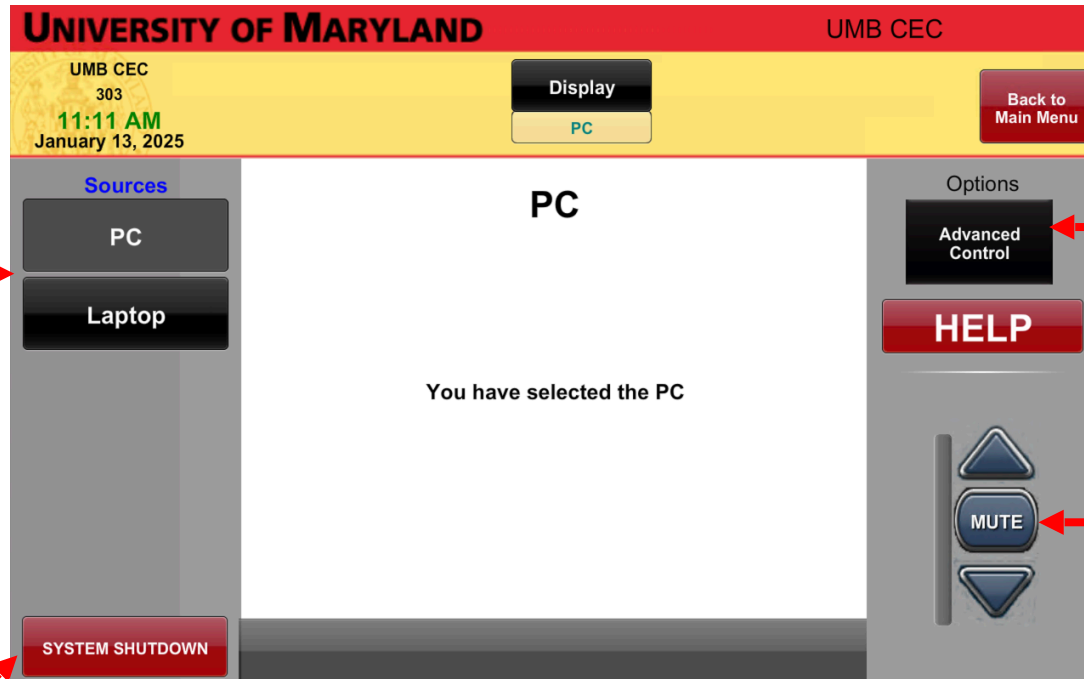 UNIVERSITY OF MARYLAND
UMB CEC
UMB CEC
303
11:11 AM
January 13, 2025
Display
PC
Back to
Main Menu
Sources
PC
Laptop
PC
You have selected the PC
Options
Advanced
Control
HELP
MUTE
SYSTEM SHUTDOWN